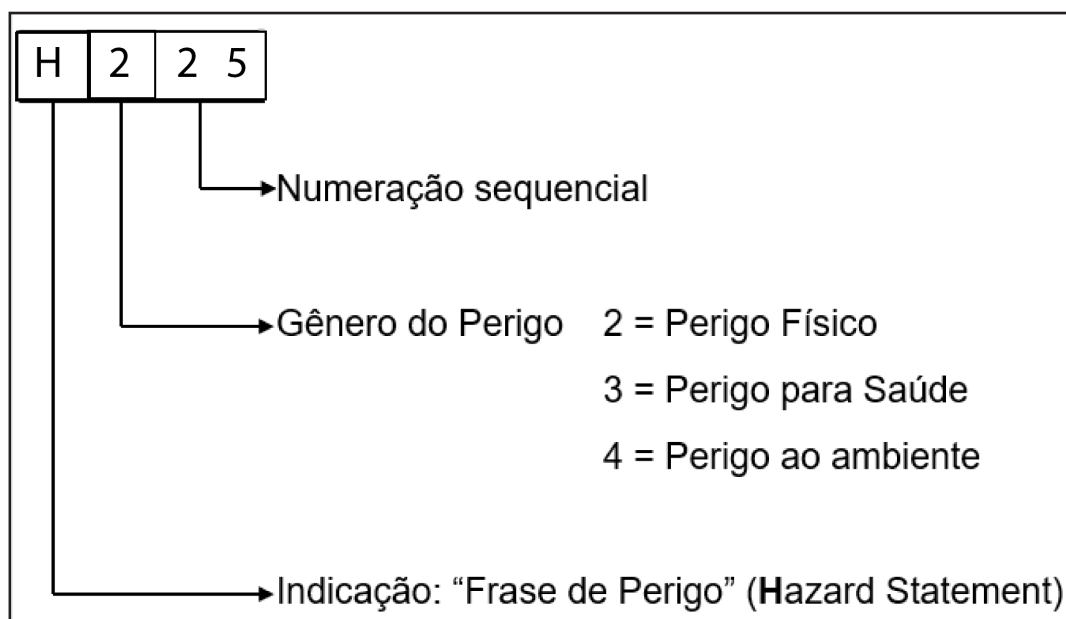 H 2 2 5
Numeração sequencial
Gênero do Perigo 2 = Perigo Físico
3 = Perigo para Saúde
4 = Perigo ao ambiente
Indicação: “Frase de Perigo” (Hazard Statement)